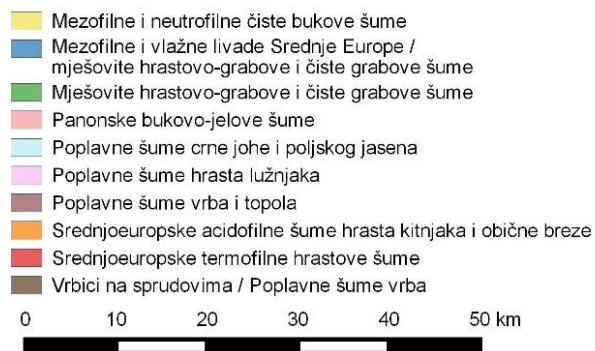 Mezofilne i neutrofilne čiste bukove šume
Mezofilne i vlažne livade Srednje Europe /
mješovite hrastovo-grabove i čiste grabove šume
Mješovite hrastovo-grabove i čiste grabove šume
Panonske bukovo-jelove šume
Poplavne šume crne johe i poljskog jasena
Poplavne šume hrasta lužnjaka
Poplavne šume vrba i topola
Srednjoeuropske acidofilne šume hrasta kitnjaka i obične breze
Srednjoeuropske termofilne hrastove šume
Vrbici na sprudovima / Poplavne šume vrba
0 10 20 30 40 50 km